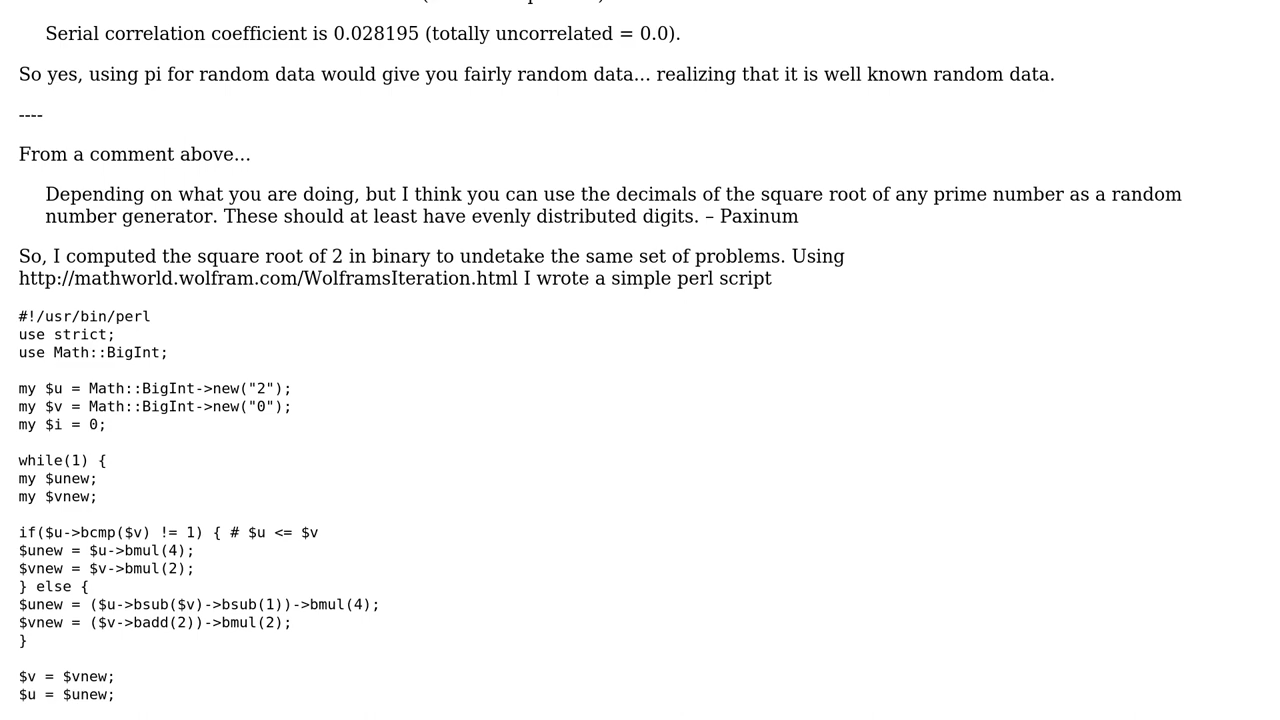 Serial correlation coefficient is 0.028195 (totally uncorrelated = 0.0).
So yes, using pi for random data would give you fairly random data... realizing that it is well known random data.
----
From a comment above...
Depending on what you are doing, but I think you can use the decimals of the square root of any prime number as a random
number generator. These should at least have evenly distributed digits. – Paxinum
So, I computed the square root of 2 in binary to undetake the same set of problems. Using
http://mathworld.wolfram.com/WolframsIteration.html I wrote a simple perl script
#!/usr/bin/perl
use strict;
use Math::BigInt;
my $u = Math::BigInt->new("2");
my $v = Math::BigInt->new("0");
my $i = 0;
while(1) {
my $unew;
my $vnew;
if($u->bcmp($v) != 1) { # $u <= $v
$unew = $u->bmul(4);
$vnew = $v->bmul(2);
} else {
$unew = ($u->bsub($v)->bsub(1))->bmul(4);
$vnew = ($v->badd(2))->bmul(2);
}
$v = $vnew;
$u = $unew;